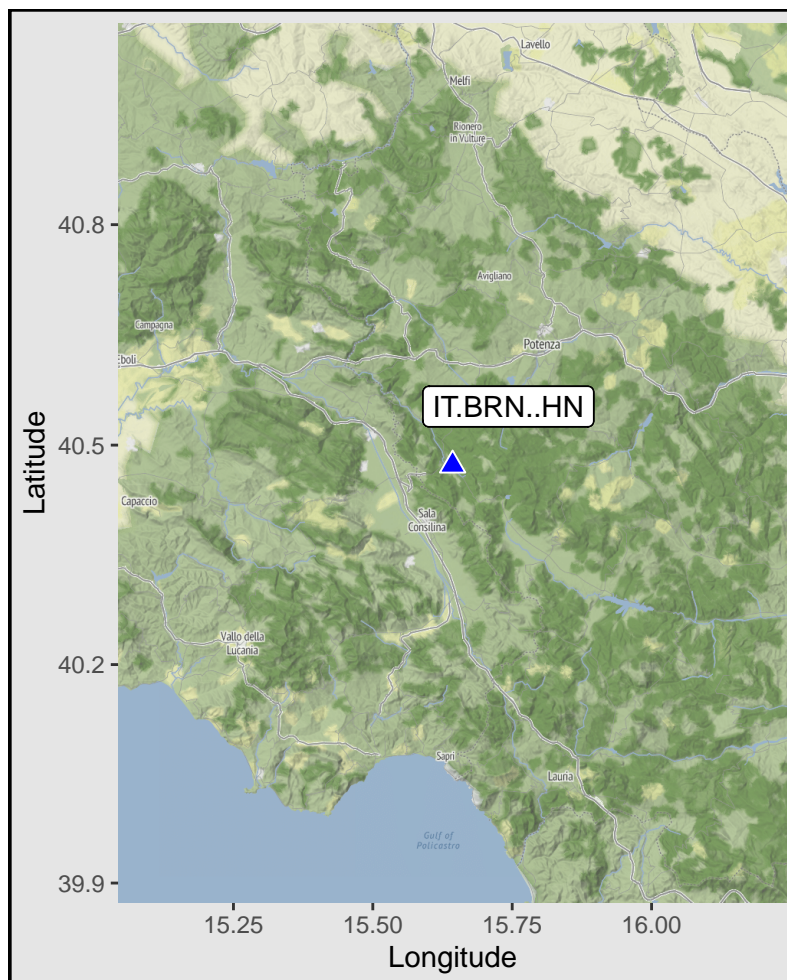 Lavello
Melfi
Rionero
in Vulture
40.8
Avigliano
Campagna
Potenza
Eboli
IT.BRN..HN
40.5
Latitude
Capaccio
Sala
Consilina
Vallo della
Lucania
40.2
Sapri
Lauria
Gulf of
Policastro
39.9
15.25
15.50
15.75
16.00
Longitude